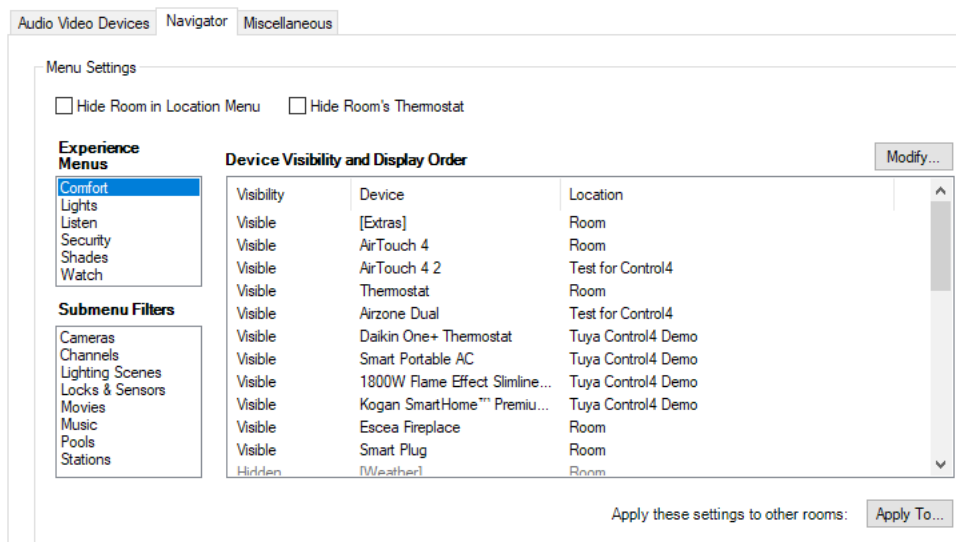 Audio Video Devices Navigator Miscellaneous
Menu Settings
Hide Room in Location Menu Hide Room's Thermostat
Experience
Menus
Device Visibility and Display Order
Modify...
Comfort
Lights
Listen
Security
Shades
Watch
Submenu Filters
Cameras
Channels
Lighting Scenes
Locks & Sensors
Movies
Music
Pools
Stations
Visibility Device Location
Visible [Extras] Room
Visible AirTouch 4 Room
Visible AirTouch 4 2 Test for Control4
Visible Thermostat Room
Visible Airzone Dual Test for Control4
Visible Daikin One+ Thermostat Tuya Control4 Demo
Visible Smart Portable AC Tuya Control4 Demo
Visible 1800W Flame Effect Slimline... Tuya Control4 Demo
Visible Kogan SmartHome™ Premiu... Tuya Control4 Demo
Visible Escea Fireplace Room
Visible Smart Plug Room
Hidden [Weather] Room
Apply these settings to other rooms: Apply To...